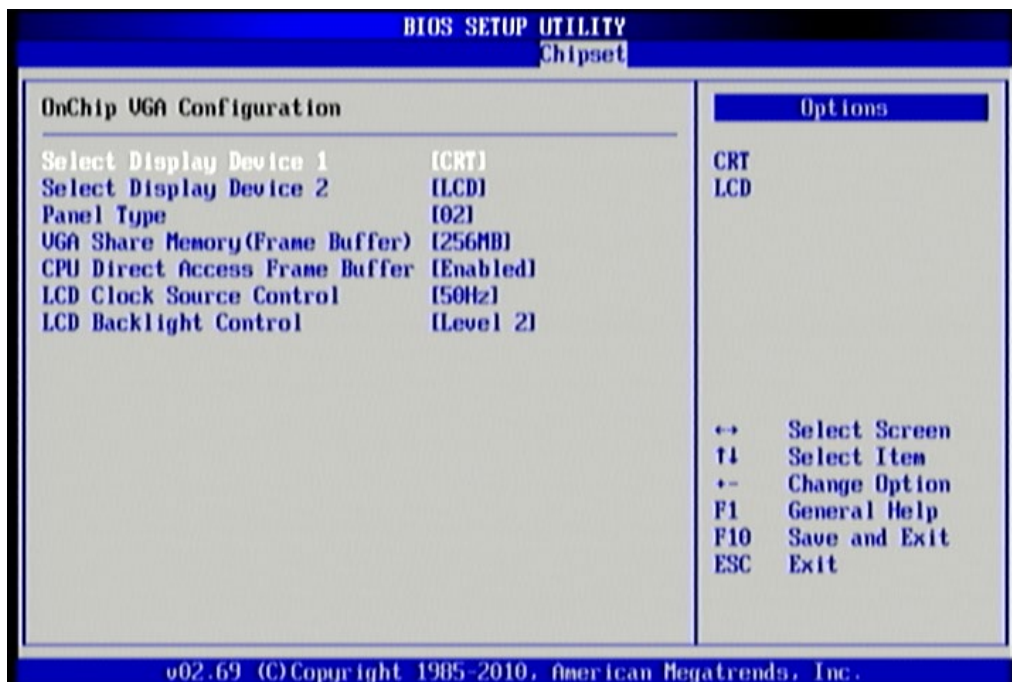 BIOS SETUP UTILITY
Chipset
OnChip VGA Configuration
Select Display Device 1 [CRT]
Select Display Device 2 [LCD]
Panel Type [02]
VGA Share Memory(Frame Buffer) [256MB]
CPU Direct Access Frame Buffer [Enabled]
LCD Clock Source Control [50Hz]
LCD Backlight Control [Level 2]
Options
CRT
LCD
↔ Select Screen
↑↓ Select Item
+- Change Option
F1 General Help
F10 Save and Exit
ESC Exit
v02.69 (C)Copyright 1985-2010, American Megatrends, Inc.